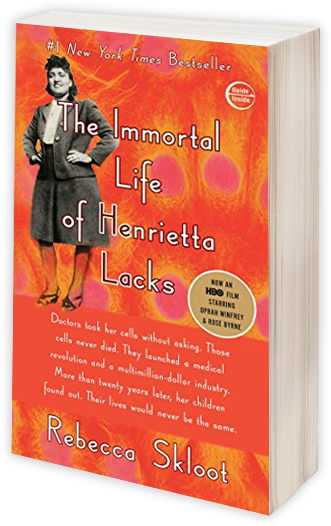 #1 New York Times Bestseller
Guide
Inside
The Immortal
Life
of Henrietta
Lacks
NOW AN
HBO FILM
STARRING
OPRAH WINFREY
& ROSE BYRNE
Doctors took her cells without asking. Those
cells never died. They launched a medical
revolution and a multimillion-dollar industry.
More than twenty years later, her children
found out. Their lives would never be the same.
Rebecca Skloot